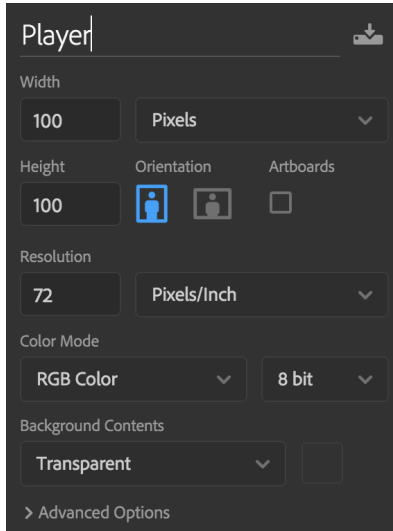 Player
Width
100 Pixels
Height Orientation Artboards
100
Resolution
72 Pixels/Inch
Color Mode
RGB Color 8 bit
Background Contents
Transparent
Advanced Options